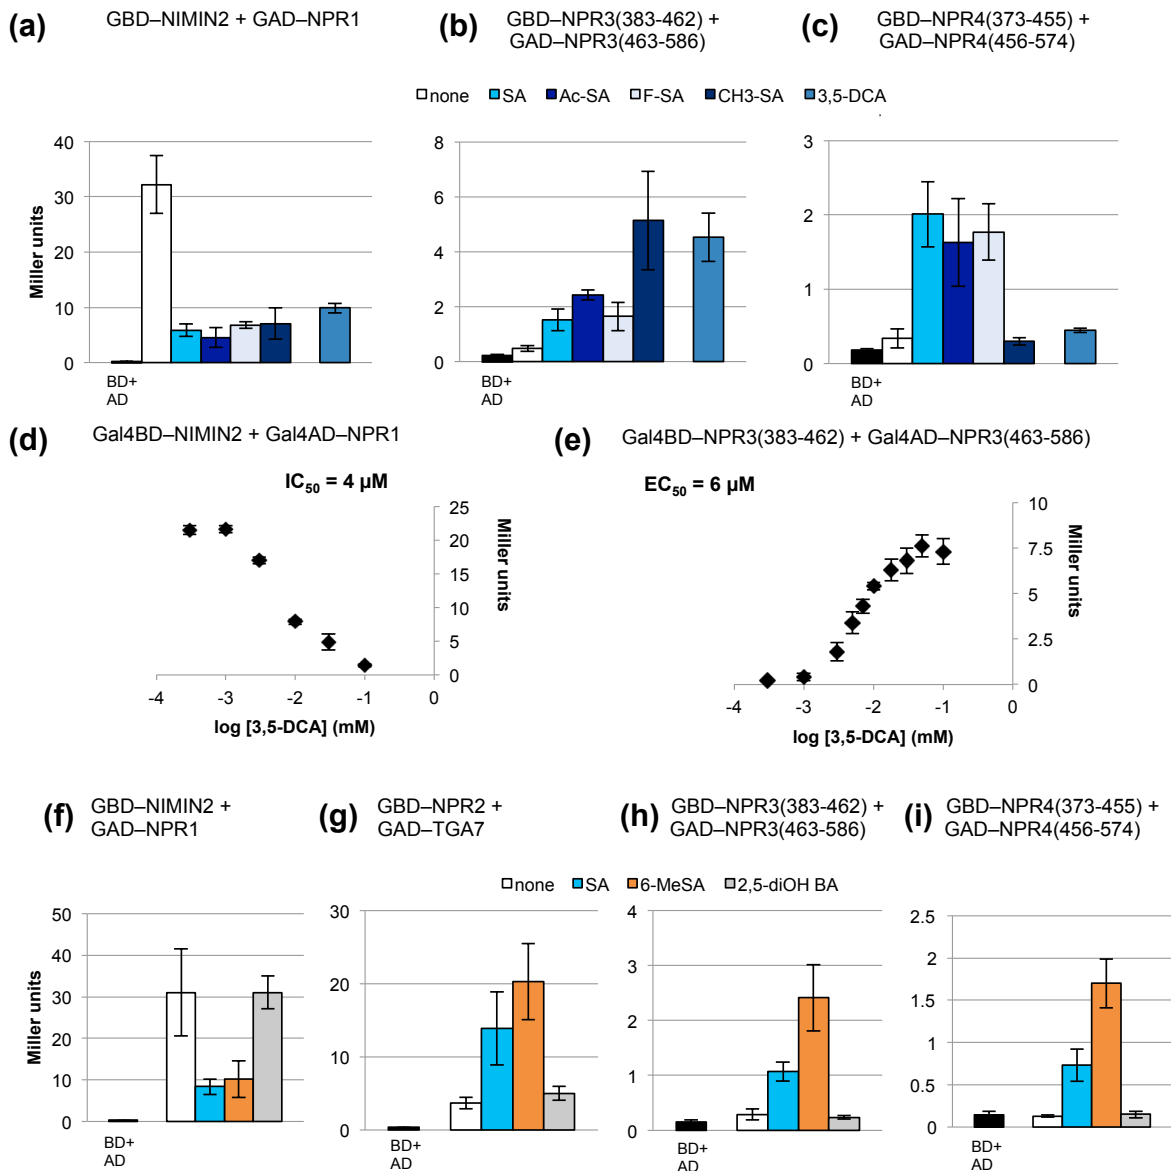 (a) GBD–NIMIN2 + GAD–NPR1
(b) GBD–NPR3(383-462) +
GAD–NPR3(463-586)
(c) GBD–NPR4(373-455) +
GAD–NPR4(456-574)
none SA Ac-SA F-SA CH3-SA 3,5-DCA
Miller units
40
30
20
10
0
BD+
AD
8
6
4
2
0
BD+
AD
3
2
1
0
BD+
AD
(d) Gal4BD–NIMIN2 + Gal4AD–NPR1
IC50 = 4 µM
25
20
15
10
5
0
Miller units
-4 -3 -2 -1 0
log [3,5-DCA] (mM)
(e) Gal4BD–NPR3(383-462) + Gal4AD–NPR3(463-586)
EC50 = 6 µM
10
7.5
5
2.5
0
Miller units
-4 -3 -2 -1 0
log [3,5-DCA] (mM)
(f) GBD–NIMIN2 +
GAD–NPR1
(g) GBD–NPR2 +
GAD–TGA7
(h) GBD–NPR3(383-462) +
GAD–NPR3(463-586)
(i) GBD–NPR4(373-455) +
GAD–NPR4(456-574)
none SA 6-MeSA 2,5-diOH BA
Miller units
50
40
30
20
10
0
BD+
AD
30
20
10
0
BD+
AD
4
3
2
1
0
BD+
AD
2.5
2
1.5
1
0.5
0
BD+
AD